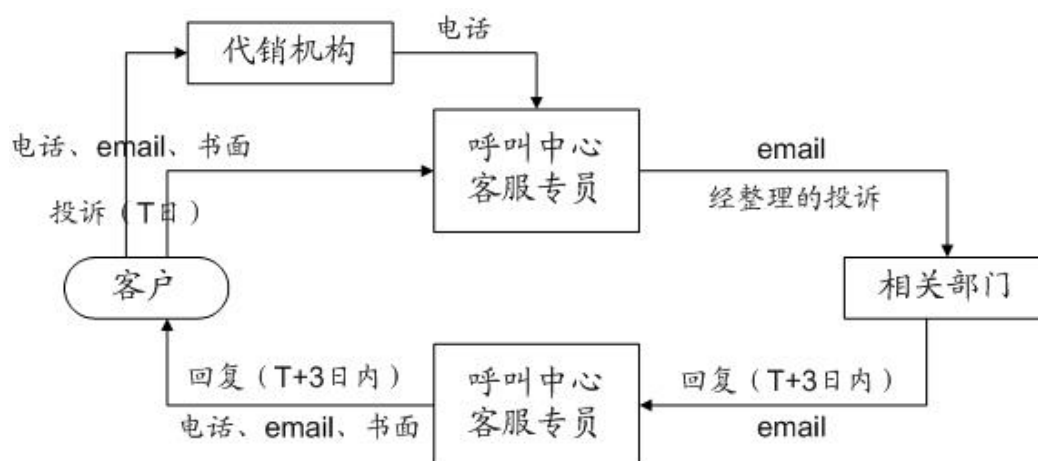 代销机构
电话
呼叫中心
客服专员
电话、email、书面
投诉（T日）
email
经整理的投诉
客户
相关部门
回复（T+3日内）
电话、email、书面
呼叫中心
客服专员
回复（T+3日内）
email